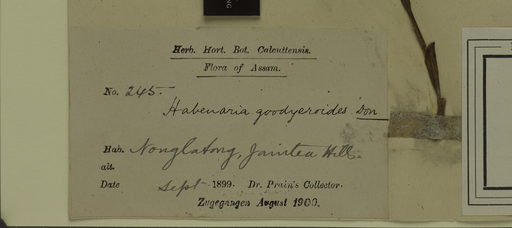 Herb. Hort. Bot. Calcuttensis.
Flora of Assam.
No. 245.
Habenaria goodyeroides Don
Hab. Nonglatong, Jaintea Hills.
alt.
Date Sept 1899. Dr. Prain's Collector.
Zugegangen August 1900.